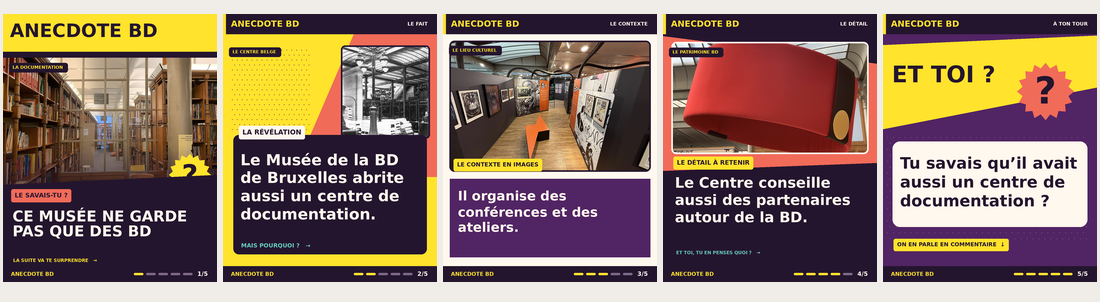 ANECDOTE BD
LA DOCUMENTATION
?
LE SAVAIS-TU ?
CE MUSÉE NE GARDE
PAS QUE DES BD
LA SUITE VA TE SURPRENDRE →
ANECDOTE BD
1/5
ANECDOTE BD
LE FAIT
LE CENTRE BELGE
LA RÉVÉLATION
Le Musée de la BD
de Bruxelles abrite
aussi un centre de
documentation.
MAIS POURQUOI ? →
ANECDOTE BD
2/5
ANECDOTE BD
LE CONTEXTE
LE LIEU CULTUREL
LE CONTEXTE EN IMAGES
Il organise des
conférences et des
ateliers.
ANECDOTE BD
3/5
ANECDOTE BD
LE DÉTAIL
LE PATRIMOINE BD
LE DÉTAIL À RETENIR
Le Centre conseille
aussi des partenaires
autour de la BD.
ET TOI, TU EN PENSES QUOI ? →
ANECDOTE BD
4/5
ANECDOTE BD
À TON TOUR
ET TOI ?
?
Tu savais qu’il avait
aussi un centre de
documentation ?
ON EN PARLE EN COMMENTAIRE ↓
ANECDOTE BD
5/5